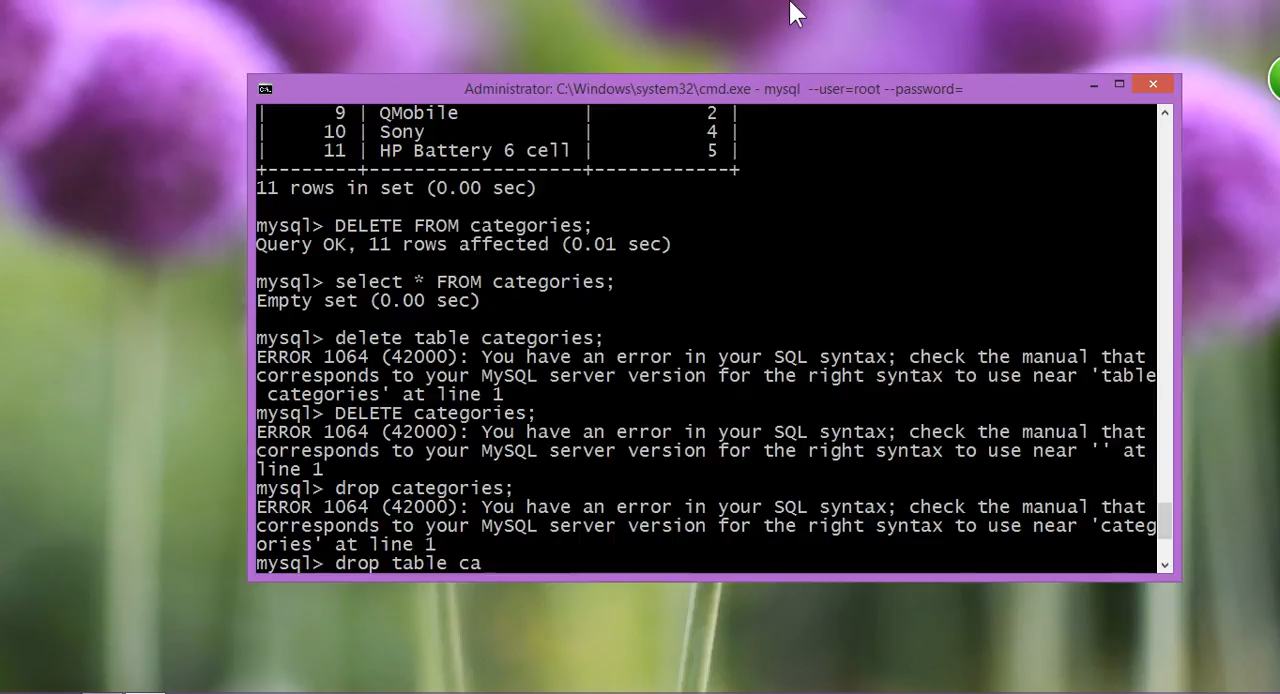 Administrator: C:\Windows\system32\cmd.exe - mysql --user=root --password=
| 9 | QMobile | 2 |
| 10 | Sony | 4 |
| 11 | HP Battery 6 cell | 5 |
+--------+-------------------+------------+
11 rows in set (0.00 sec)
mysql> DELETE FROM categories;
Query OK, 11 rows affected (0.01 sec)
mysql> select * FROM categories;
Empty set (0.00 sec)
mysql> delete table categories;
ERROR 1064 (42000): You have an error in your SQL syntax; check the manual that
corresponds to your MySQL server version for the right syntax to use near 'table
categories' at line 1
mysql> DELETE categories;
ERROR 1064 (42000): You have an error in your SQL syntax; check the manual that
corresponds to your MySQL server version for the right syntax to use near '' at
line 1
mysql> drop categories;
ERROR 1064 (42000): You have an error in your SQL syntax; check the manual that
corresponds to your MySQL server version for the right syntax to use near 'categ
ories' at line 1
mysql> drop table ca